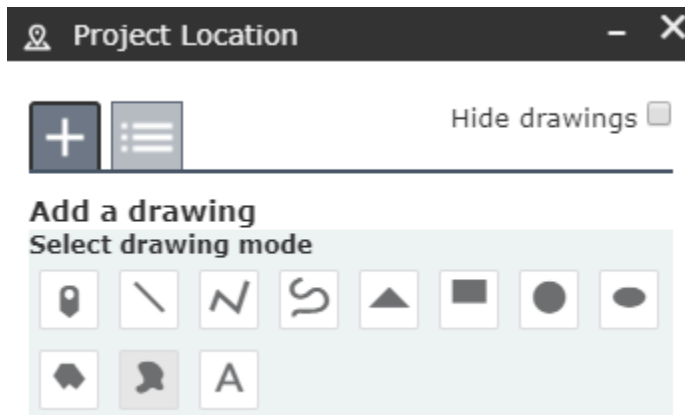 Project Location
Hide drawings
Add a drawing
Select drawing mode
A